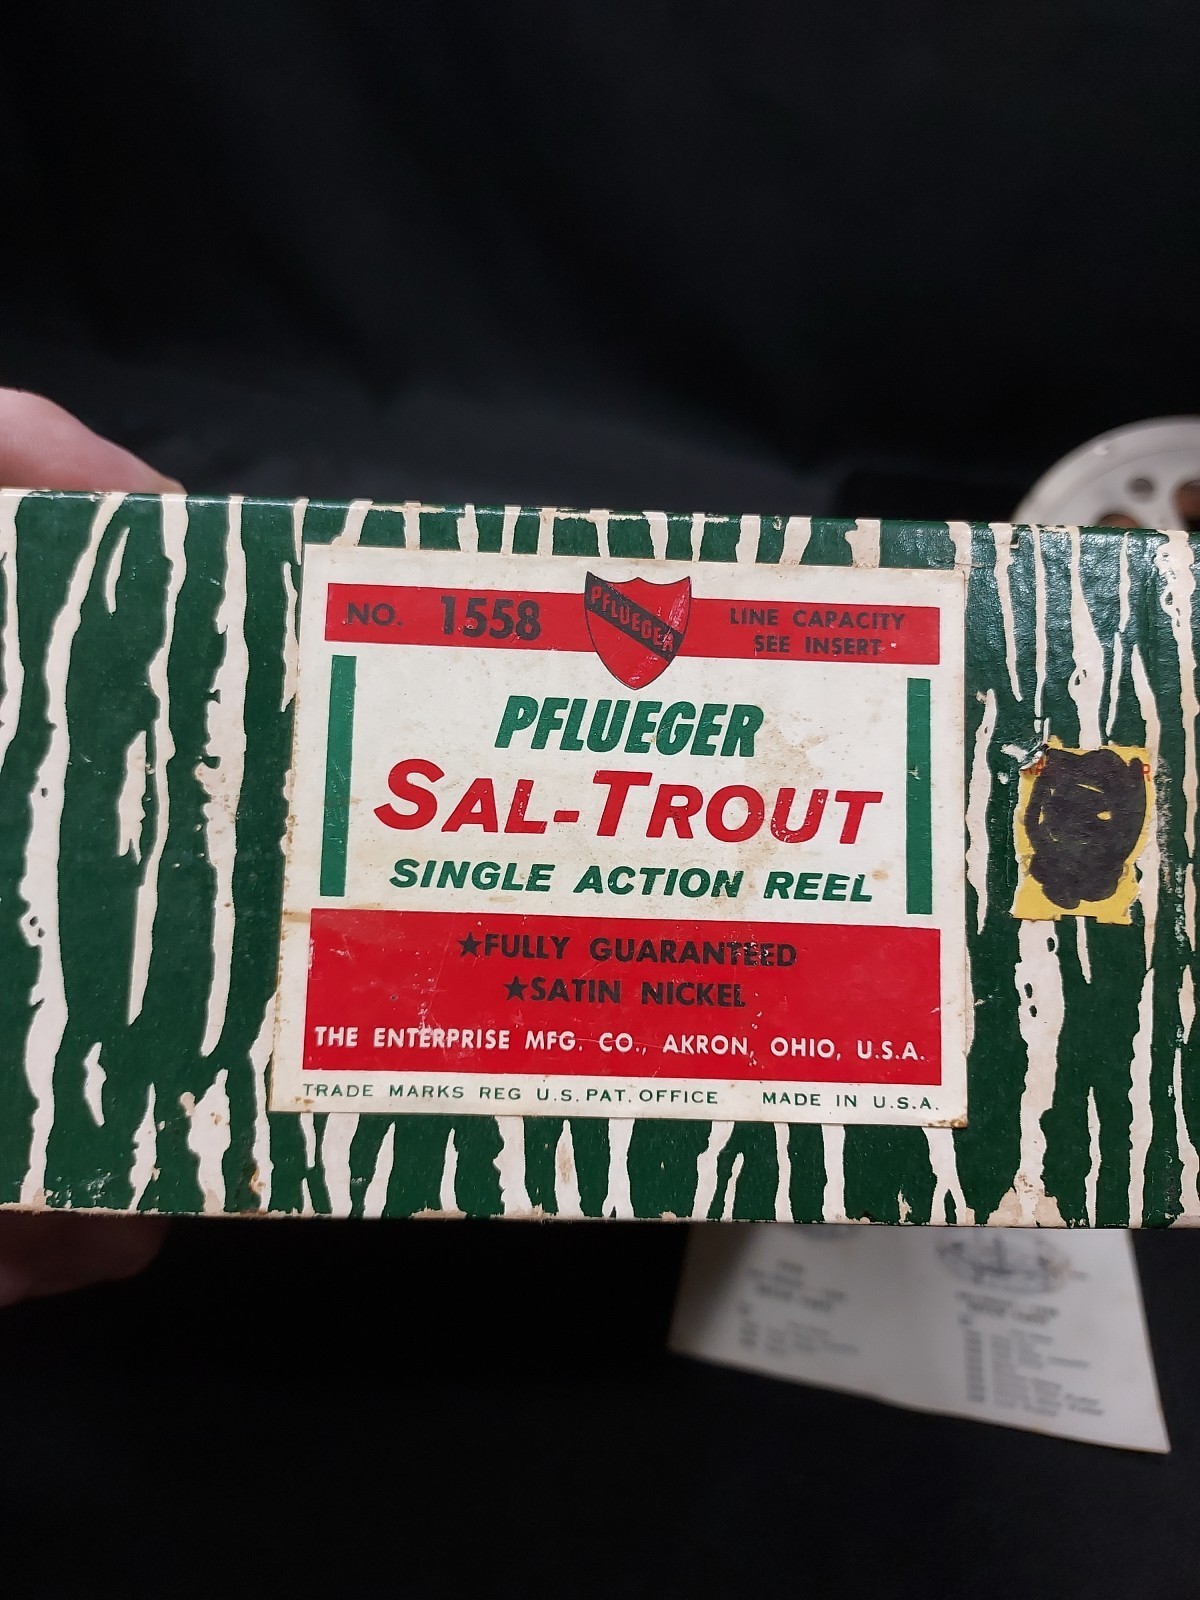 NO. 1558
PFLUEGER
LINE CAPACITY
SEE INSERT
PFLUEGER
SAL-TROUT
SINGLE ACTION REEL
★FULLY GUARANTEED
★SATIN NICKEL
THE ENTERPRISE MFG. CO., AKRON, OHIO, U.S.A.
TRADE MARKS REG U.S. PAT. OFFICE MADE IN U.S.A.